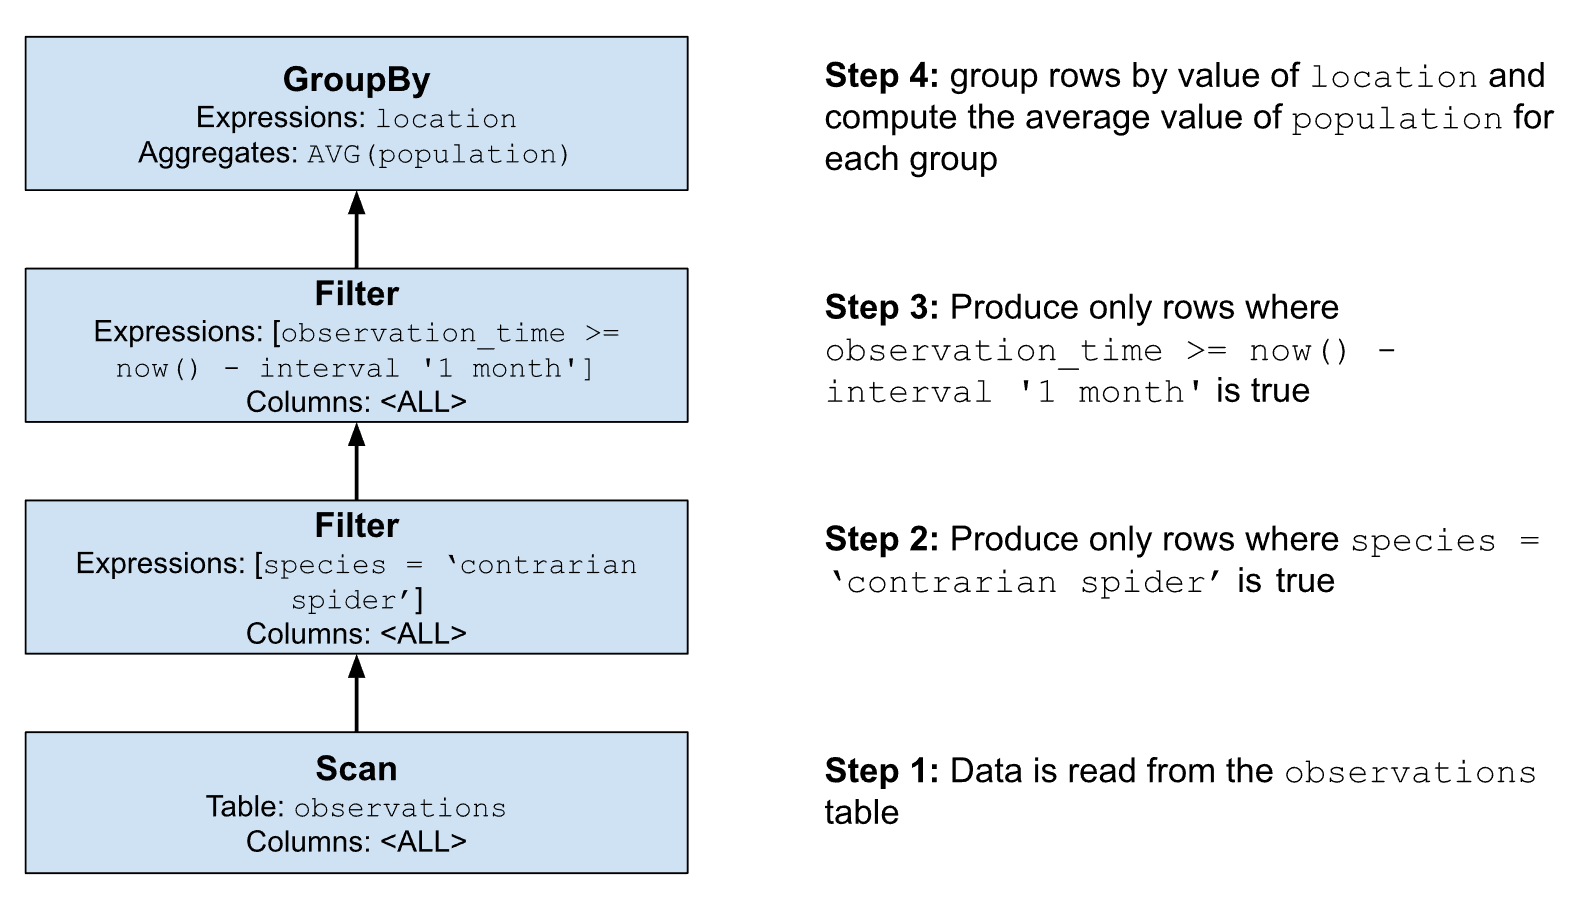 GroupBy
Expressions: location
Aggregates: AVG(population)
Step 4: group rows by value of location and
compute the average value of population for
each group
Filter
Expressions: [observation_time >=
now() - interval '1 month']
Columns: <ALL>
Step 3: Produce only rows where
observation_time >= now() -
interval '1 month' is true
Filter
Expressions: [species = ‘contrarian
spider’]
Columns: <ALL>
Step 2: Produce only rows where species =
‘contrarian spider’ is true
Scan
Table: observations
Columns: <ALL>
Step 1: Data is read from the observations
table